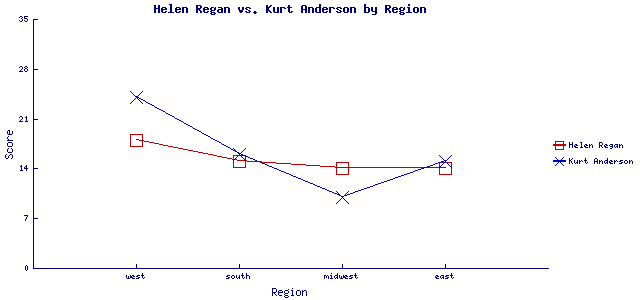 Helen Regan vs. Kurt Anderson by Region
35
28
21
14
7
0
Score
west south midwest east
Region
Helen Regan
Kurt Anderson